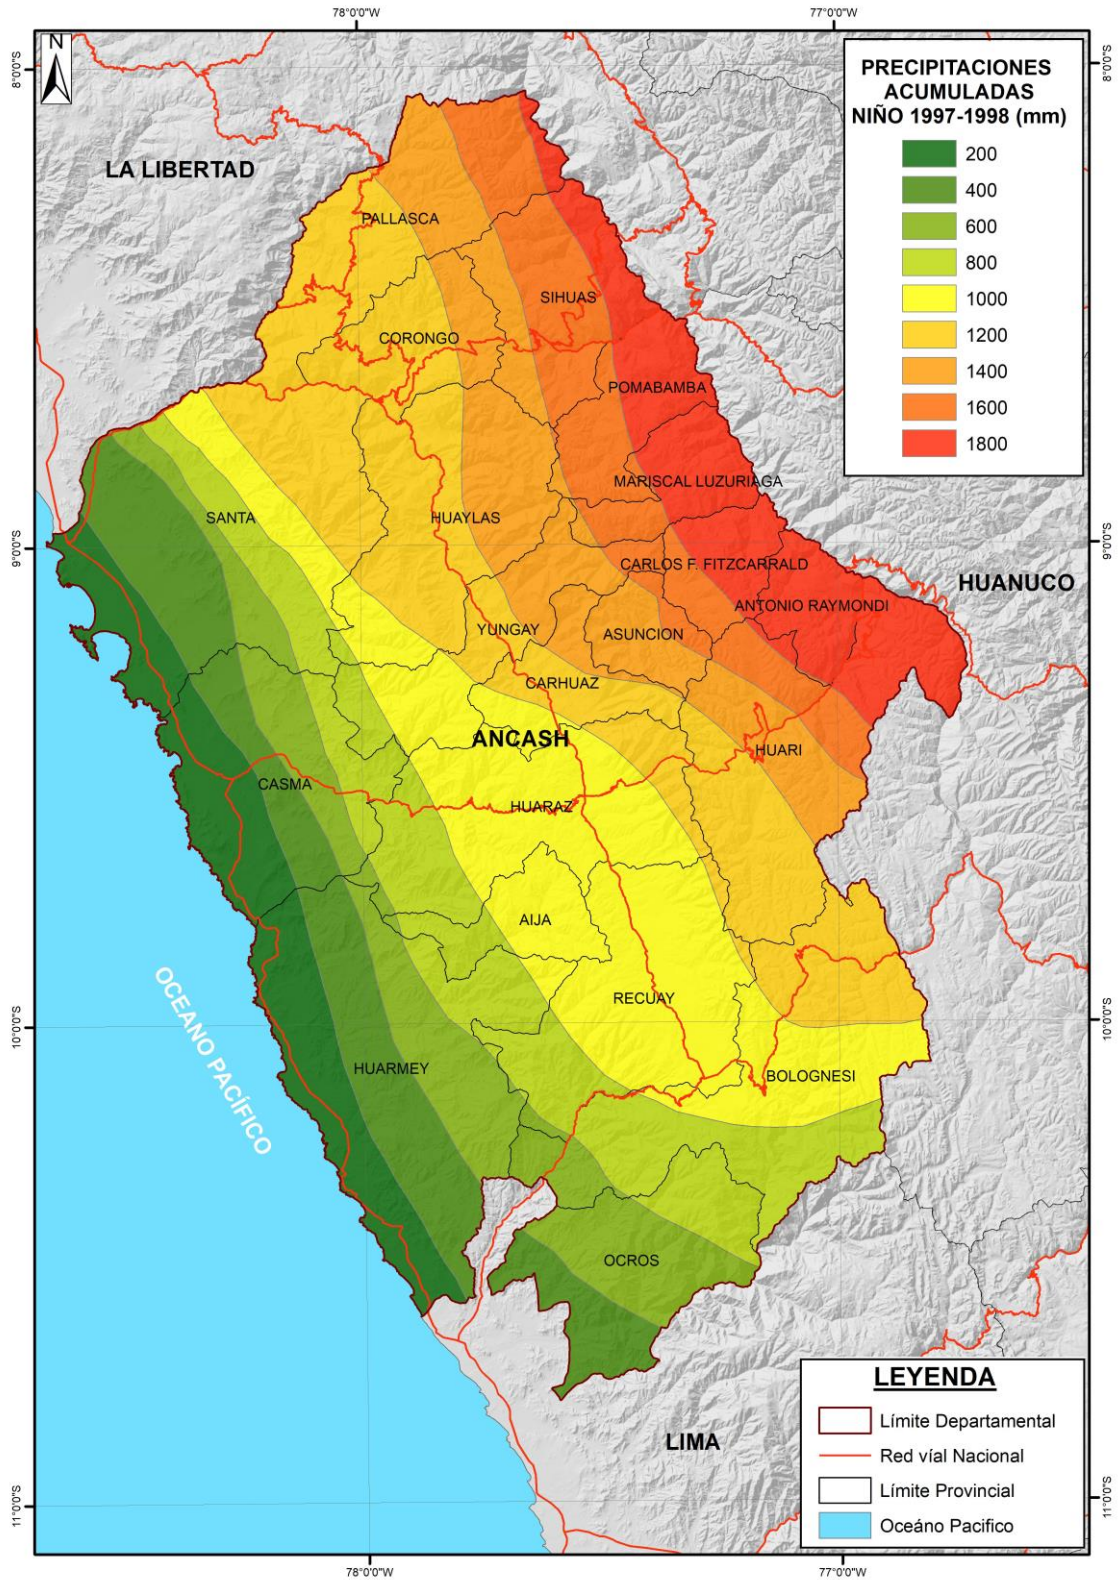 78°0'0"W
77°0'0"W
N
8°0'0"S
8°0'0"S
PRECIPITACIONES
ACUMULADAS
NIÑO 1997-1998 (mm)
200
400
600
800
1000
1200
1400
1600
1800
LA LIBERTAD
PALLASCA
SIHUAS
CORONGO
POMABAMBA
MARISCAL LUZURIAGA
SANTA
HUAYLAS
9°0'0"S
9°0'0"S
CARLOS F. FITZCARRALD
HUANUCO
ANTONIO RAYMONDI
YUNGAY
ASUNCION
CARHUAZ
ANCASH
HUARI
CASMA
HUARAZ
AIJA
OCEANO PACÍFICO
RECUAY
10°0'0"S
10°0'0"S
HUARMEY
BOLOGNESI
OCROS
LIMA
LEYENDA
Límite Departamental
Red víal Nacional
Límite Provincial
Oceáno Pacifico
11°0'0"S
11°0'0"S
78°0'0"W
77°0'0"W